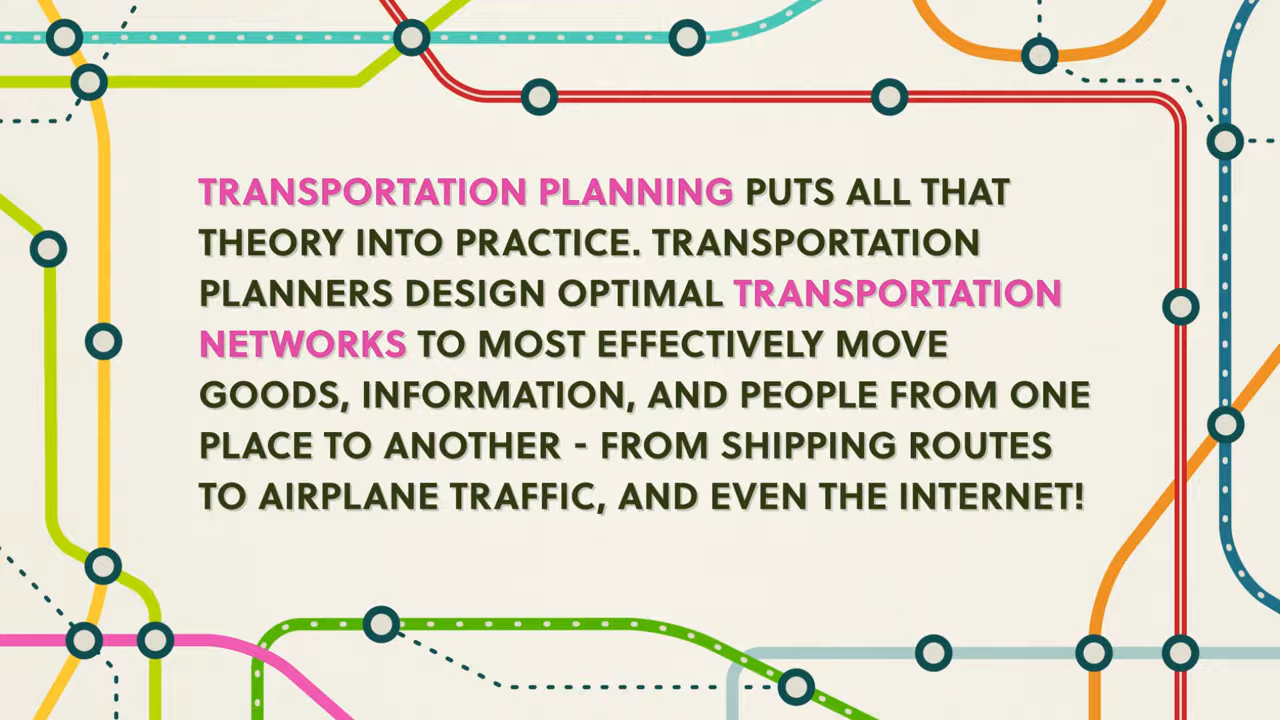 TRANSPORTATION PLANNING PUTS ALL THAT
THEORY INTO PRACTICE. TRANSPORTATION
PLANNERS DESIGN OPTIMAL TRANSPORTATION
NETWORKS TO MOST EFFECTIVELY MOVE
GOODS, INFORMATION, AND PEOPLE FROM ONE
PLACE TO ANOTHER - FROM SHIPPING ROUTES
TO AIRPLANE TRAFFIC, AND EVEN THE INTERNET!